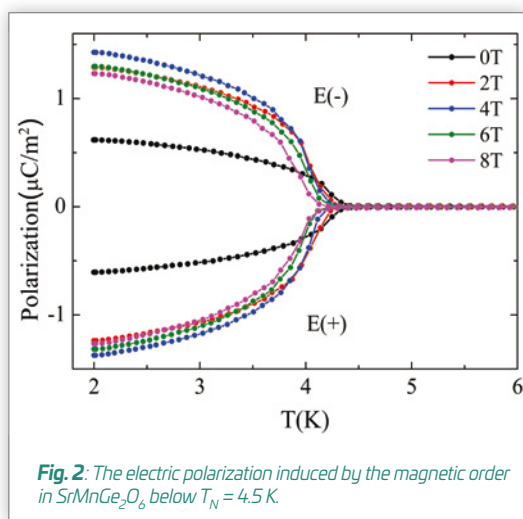 E(-)
0T
2T
4T
6T
8T
1
0
-1
Polarization(μC/m²)
E(+)
2 3 4 5 6
T(K)
Fig. 2: The electric polarization induced by the magnetic order
in SrMnGe₂O₆ below T_N = 4.5 K.